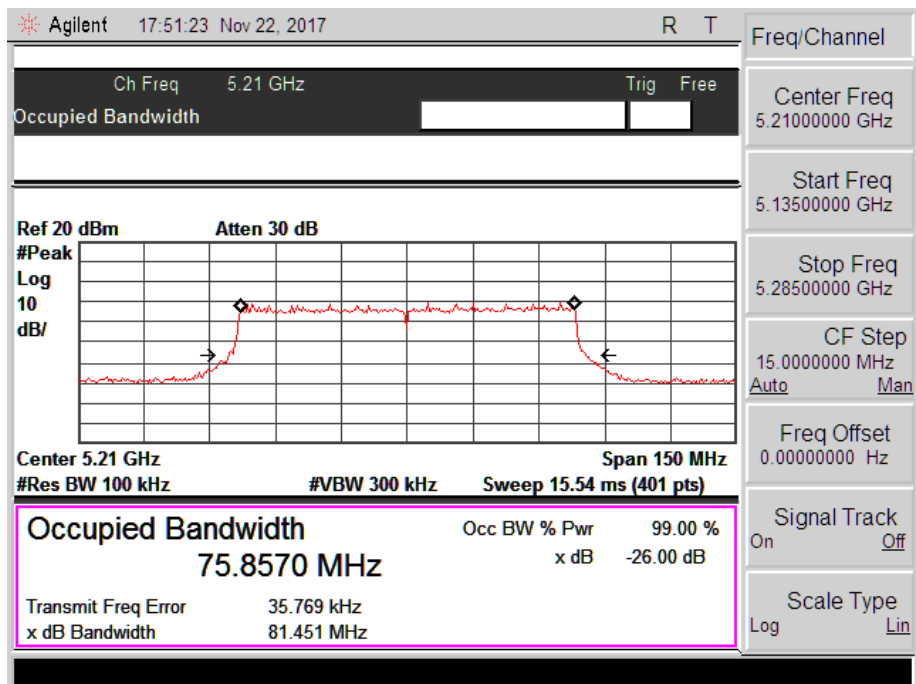 Agilent 17:51:23 Nov 22, 2017 R T
Freq/Channel
Ch Freq 5.21 GHz Trig Free
Occupied Bandwidth
Center Freq
5.21000000 GHz
Start Freq
5.13500000 GHz
Stop Freq
5.28500000 GHz
CF Step
15.0000000 MHz
Auto Man
Freq Offset
0.00000000 Hz
Signal Track
On Off
Scale Type
Log Lin
Ref 20 dBm Atten 30 dB
#Peak
Log
10
dB/
Center 5.21 GHz Span 150 MHz
#Res BW 100 kHz #VBW 300 kHz Sweep 15.54 ms (401 pts)
Occupied Bandwidth Occ BW % Pwr 99.00 %
75.8570 MHz x dB -26.00 dB
Transmit Freq Error 35.769 kHz
x dB Bandwidth 81.451 MHz